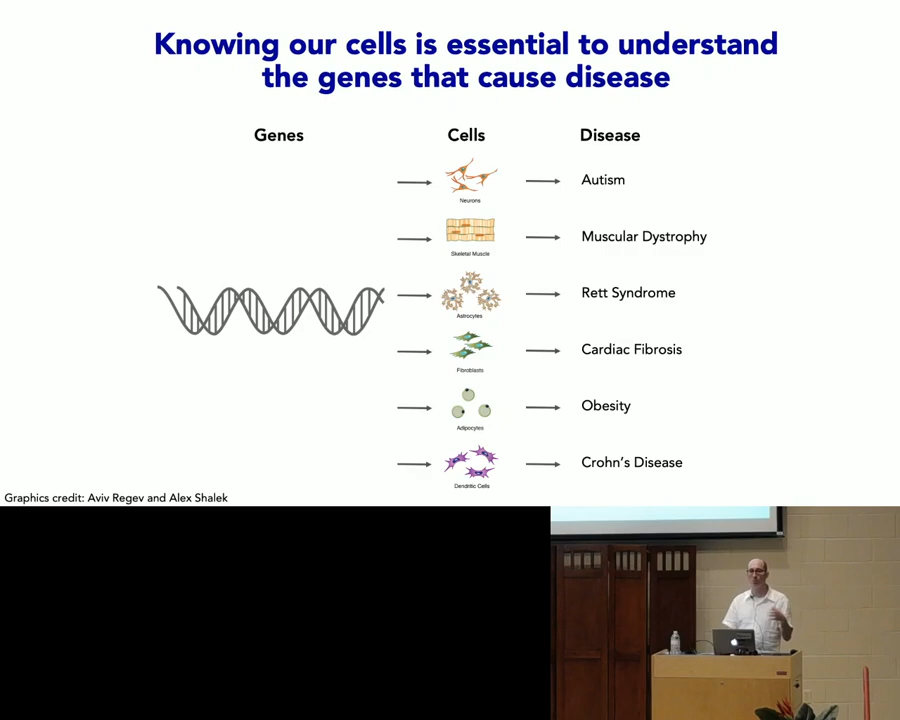 Knowing our cells is essential to understand
the genes that cause disease
Genes
Cells
Disease
Neurons
Autism
Skeletal Muscle
Muscular Dystrophy
Astrocytes
Rett Syndrome
Fibroblasts
Cardiac Fibrosis
Adipocytes
Obesity
Dendritic Cells
Crohn's Disease
Graphics credit: Aviv Regev and Alex Shalek